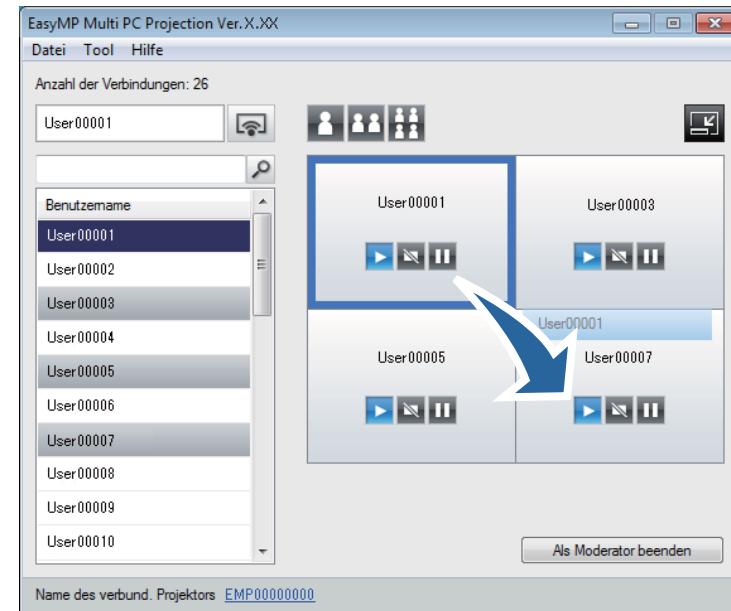 EasyMP Multi PC Projection Ver.X.XX
Datei Tool Hilfe
Anzahl der Verbindungen: 26
User00001
Benutzername
User00001
User00002
User00003
User00004
User00005
User00006
User00007
User00008
User00009
User00010
User00001
User00003
User00001
User00005
User00007
Als Moderator beenden
Name des verbund. Projektors EMP00000000